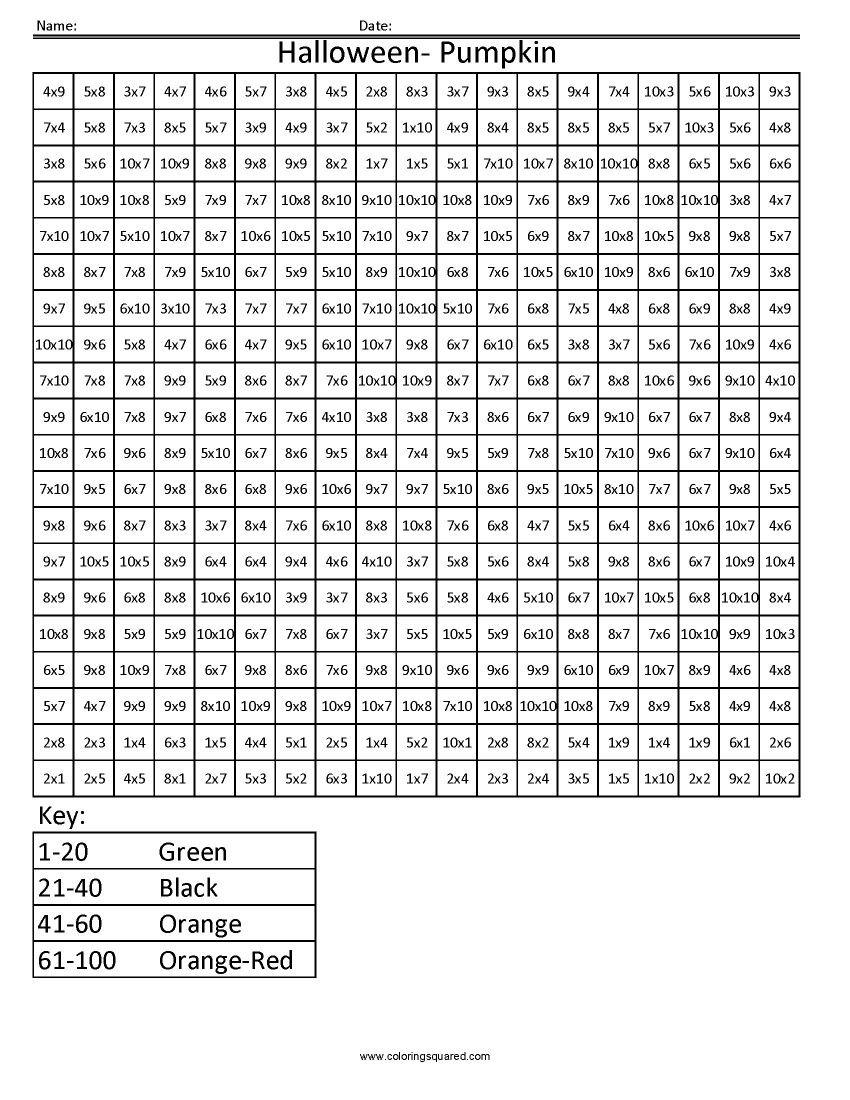 Name: Date:
Halloween- Pumpkin
4x9 5x8 3x7 4x7 4x6 5x7 3x8 4x5 2x8 8x3 3x7 9x3 8x5 9x4 7x4 10x3 5x6 10x3 9x3
7x4 5x8 7x3 8x5 5x7 3x9 4x9 3x7 5x2 1x10 4x9 8x4 8x5 8x5 8x5 5x7 10x3 5x6 4x8
3x8 5x6 10x7 10x9 8x8 9x8 9x9 8x2 1x7 1x5 5x1 7x10 10x7 8x10 10x10 8x8 6x5 5x6 6x6
5x8 10x9 10x8 5x9 7x9 7x7 10x8 8x10 9x10 10x10 10x8 10x9 7x6 8x9 7x6 10x8 10x10 3x8 4x7
7x10 10x7 5x10 10x7 8x7 10x6 10x5 5x10 7x10 9x7 8x7 10x5 6x9 8x7 10x8 10x5 9x8 9x8 5x7
8x8 8x7 7x8 7x9 5x10 6x7 5x9 5x10 8x9 10x10 6x8 7x6 10x5 6x10 10x9 8x6 6x10 7x9 3x8
9x7 9x5 6x10 3x10 7x3 7x7 7x7 6x10 7x10 10x10 5x10 7x6 6x8 7x5 4x8 6x8 6x9 8x8 4x9
10x10 9x6 5x8 4x7 6x6 4x7 9x5 6x10 10x7 9x8 6x7 6x10 6x5 3x8 3x7 5x6 7x6 10x9 4x6
7x10 7x8 7x8 9x9 5x9 8x6 8x7 7x6 10x10 10x9 8x7 7x7 6x8 6x7 8x8 10x6 9x6 9x10 4x10
9x9 6x10 7x8 9x7 6x8 7x6 7x6 4x10 3x8 3x8 7x3 8x6 6x7 6x9 9x10 6x7 6x7 8x8 9x4
10x8 7x6 9x6 8x9 5x10 6x7 8x6 9x5 8x4 7x4 9x5 5x9 7x8 5x10 7x10 9x6 6x7 9x10 6x4
7x10 9x5 6x7 9x8 8x6 6x8 9x6 10x6 9x7 9x7 5x10 8x6 9x5 10x5 8x10 7x7 6x7 9x8 5x5
9x8 9x6 8x7 8x3 3x7 8x4 7x6 6x10 8x8 10x8 7x6 6x8 4x7 5x5 6x4 8x6 10x6 10x7 4x6
9x7 10x5 10x5 8x9 6x4 6x4 9x4 4x6 4x10 3x7 5x8 5x6 8x4 5x8 9x8 8x6 6x7 10x9 10x4
8x9 9x6 6x8 8x8 10x6 6x10 3x9 3x7 8x3 5x6 5x8 4x6 5x10 6x7 10x7 10x5 6x8 10x10 8x4
10x8 9x8 5x9 5x9 10x10 6x7 7x8 6x7 3x7 5x5 10x5 5x9 6x10 8x8 8x7 7x6 10x10 9x9 10x3
6x5 9x8 10x9 7x8 6x7 9x8 8x6 7x6 9x8 9x10 9x6 9x6 9x9 6x10 6x9 10x7 8x9 4x6 4x8
5x7 4x7 9x9 9x9 8x10 10x9 9x8 10x9 10x7 10x8 7x10 10x8 10x10 10x8 7x9 8x9 5x8 4x9 4x8
2x8 2x3 1x4 6x3 1x5 4x4 5x1 2x5 1x4 5x2 10x1 2x8 8x2 5x4 1x9 1x4 1x9 6x1 2x6
2x1 2x5 4x5 8x1 2x7 5x3 5x2 6x3 1x10 1x7 2x4 2x3 2x4 3x5 1x5 1x10 2x2 9x2 10x2
Key:
1-20 Green
21-40 Black
41-60 Orange
61-100 Orange-Red
www.coloringsquared.com